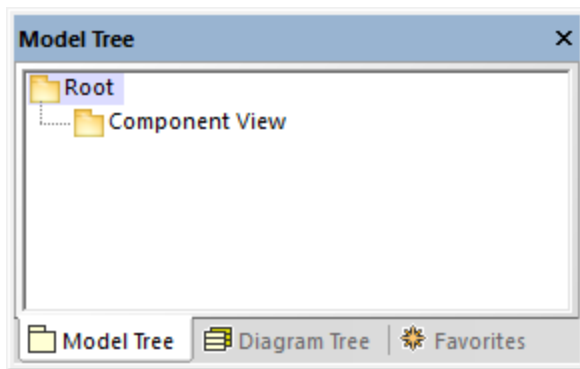 Model Tree
Root
Component View
Model Tree Diagram Tree Favorites